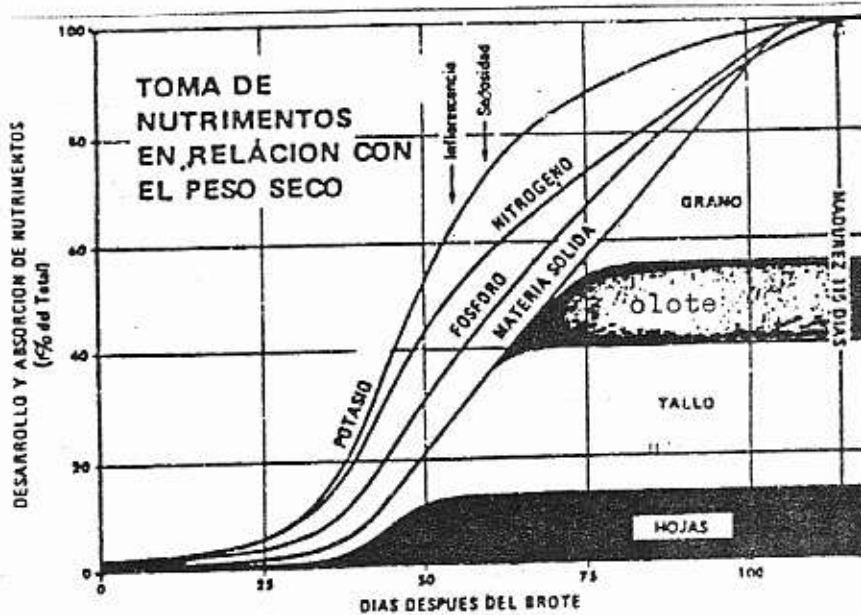 TOMA DE
NUTRIMENTOS
EN RELACION CON
EL PESO SECO
DESARROLLO Y ABSORCION DE NUTRIMENTOS
(% del Total)
100
80
60
40
20
0
Inflorescencia
Sedosidad
POTASIO
NITROGENO
FOSFORO
MATERIA SOLIDA
GRANO
olote
TALLO
HOJAS
MADUREZ 115 DIAS
0
25
50
75
100
DIAS DESPUES DEL BROTE